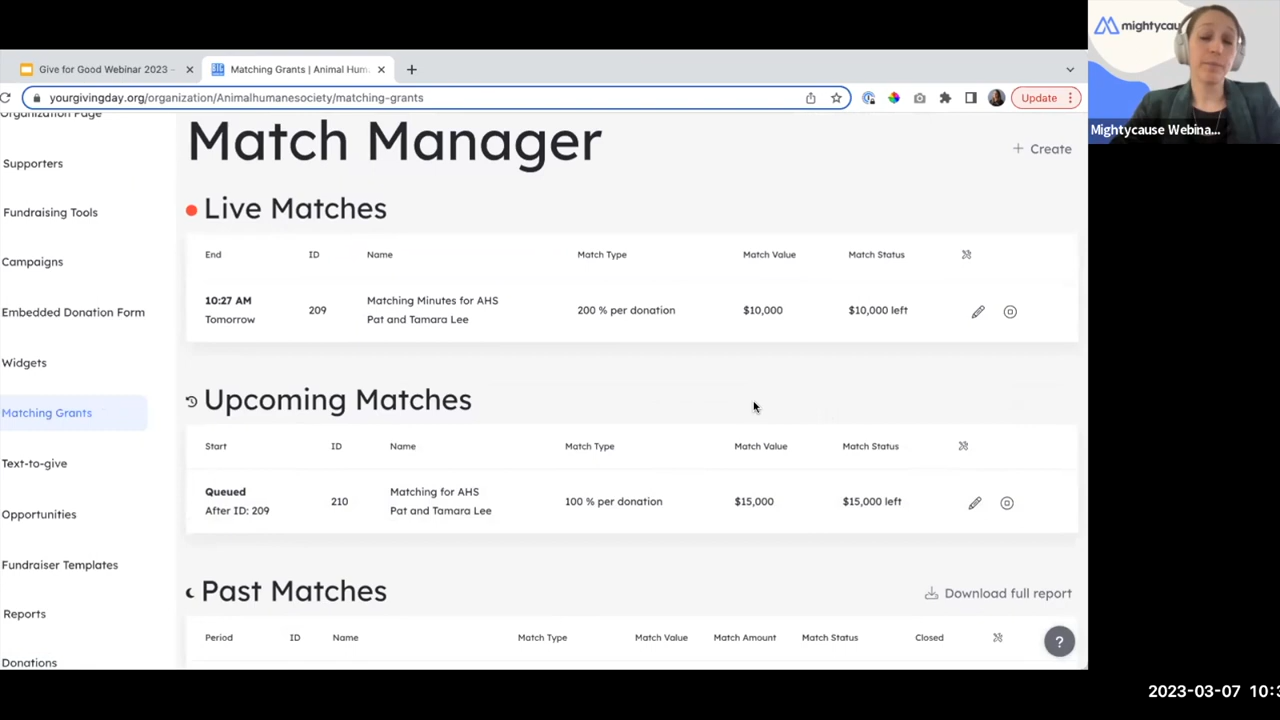 mightycau
Mightycause Webina...
Give for Good Webinar 2023 -
Matching Grants | Animal Hum
yourgivingday.org/organization/Animalhumanesociety/matching-grants
Update
Organization Page
Supporters
Fundraising Tools
Campaigns
Embedded Donation Form
Widgets
Matching Grants
Text-to-give
Opportunities
Fundraiser Templates
Reports
Donations
Match Manager
+ Create
Live Matches
End ID Name Match Type Match Value Match Status
10:27 AM
Tomorrow
209
Matching Minutes for AHS
Pat and Tamara Lee
200 % per donation
$10,000
$10,000 left
Upcoming Matches
Start ID Name Match Type Match Value Match Status
Queued
After ID: 209
210
Matching for AHS
Pat and Tamara Lee
100 % per donation
$15,000
$15,000 left
Past Matches
Download full report
Period ID Name Match Type Match Value Match Amount Match Status Closed
?
2023-03-07 10:3